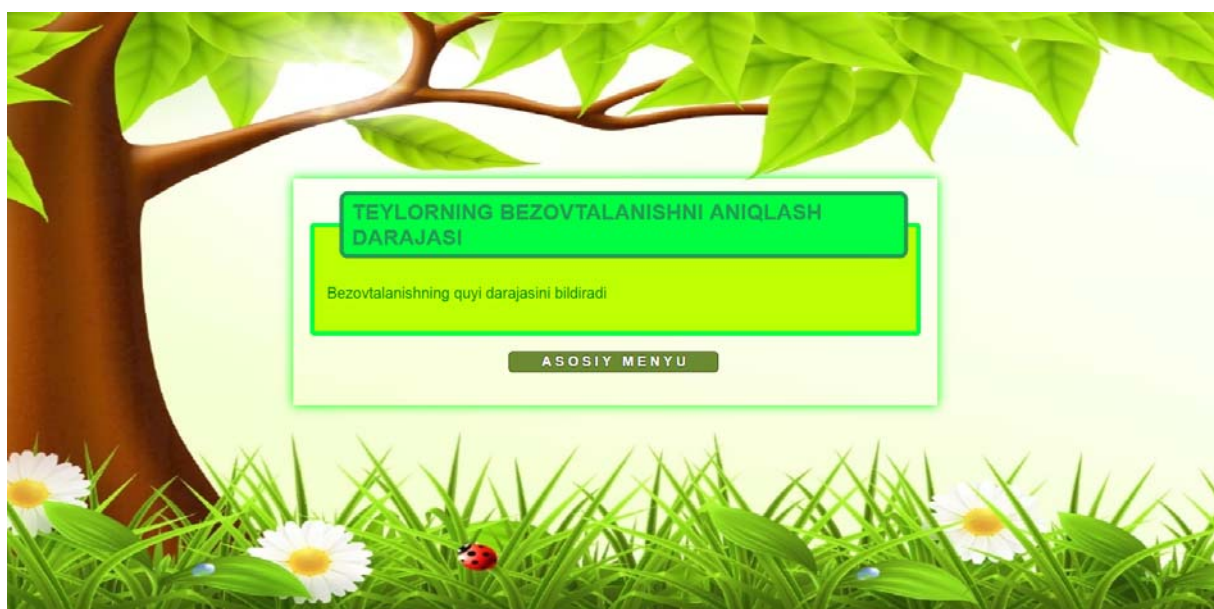 TEYLORNING BEZOVTALANISHNI ANIQLASH
DARAJASI
Bezovtalanishning quyi darajasini bildiradi
ASOSIY MENYU